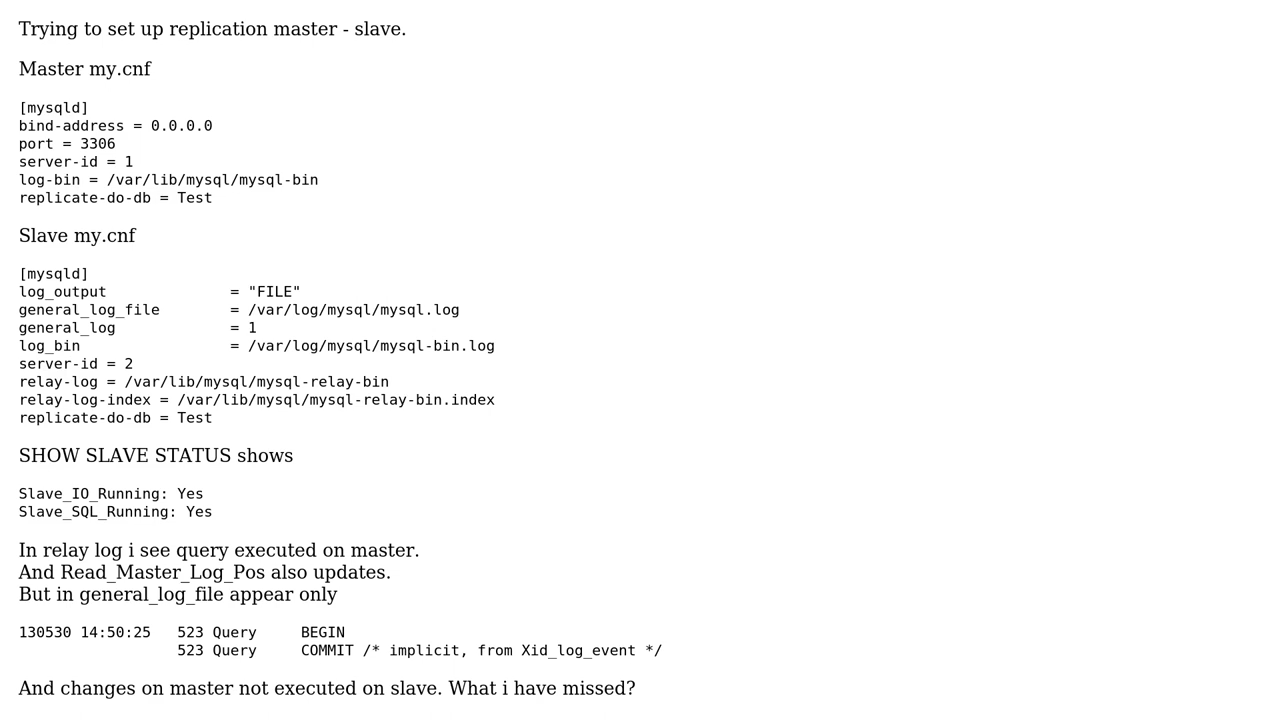 Trying to set up replication master - slave.
Master my.cnf
[mysqld]
bind-address = 0.0.0.0
port = 3306
server-id = 1
log-bin = /var/lib/mysql/mysql-bin
replicate-do-db = Test
Slave my.cnf
[mysqld]
log_output              = "FILE"
general_log_file        = /var/log/mysql/mysql.log
general_log             = 1
log_bin                 = /var/log/mysql/mysql-bin.log
server-id = 2
relay-log = /var/lib/mysql/mysql-relay-bin
relay-log-index = /var/lib/mysql/mysql-relay-bin.index
replicate-do-db = Test
SHOW SLAVE STATUS shows
Slave_IO_Running: Yes
Slave_SQL_Running: Yes
In relay log i see query executed on master.
And Read_Master_Log_Pos also updates.
But in general_log_file appear only
130530 14:50:25   523 Query     BEGIN
                  523 Query     COMMIT /* implicit, from Xid_log_event */
And changes on master not executed on slave. What i have missed?